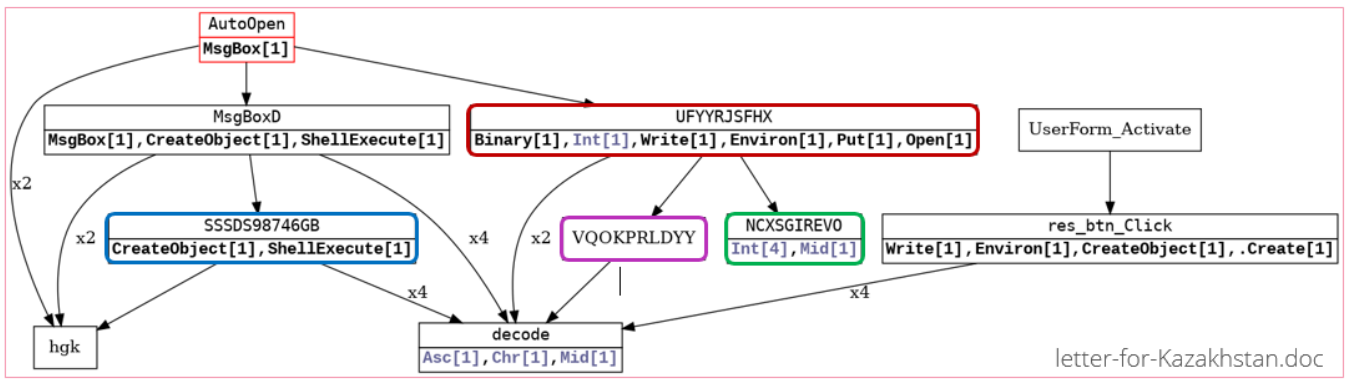 AutoOpen
MsgBox[1]
MsgBoxD
MsgBox[1],CreateObject[1],ShellExecute[1]
UFYYRJSFHX
Binary[1],Int[1],Write[1],Environ[1],Put[1],Open[1]
UserForm_Activate
x2
SSSDS98746GB
CreateObject[1],ShellExecute[1]
VQOKPRLDYY
NCXSGIREVO
Int[4],Mid[1]
res_btn_Click
Write[1],Environ[1],CreateObject[1],.Create[1]
x2
x4
x2
x4
x4
hgk
decode
Asc[1],Chr[1],Mid[1]
letter-for-Kazakhstan.doc